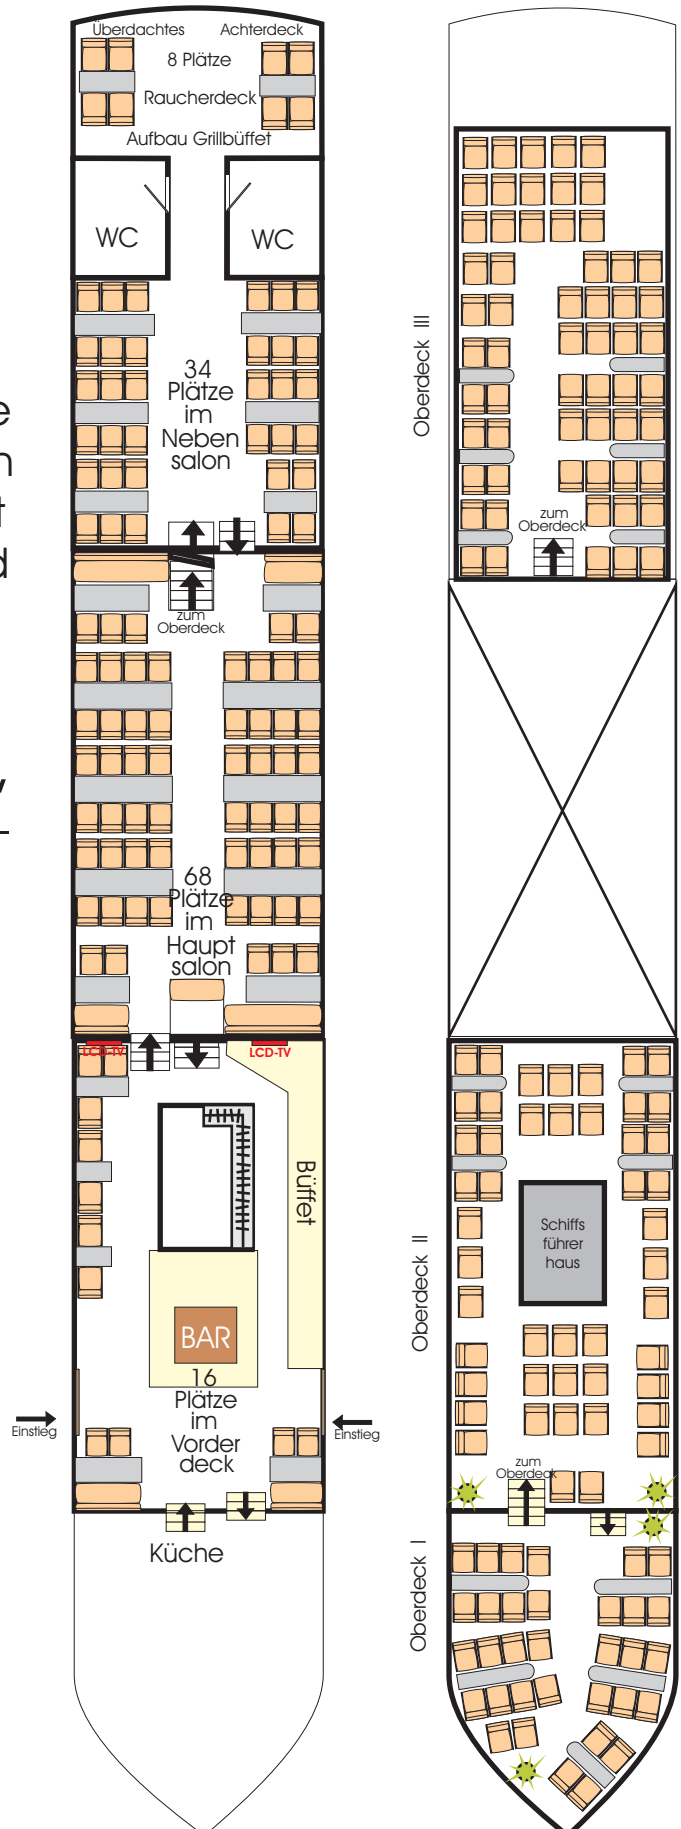 Überdachtes Achterdeck
8 Plätze
Raucherdeck
Aufbau Grillbüffet
WC
WC
34
Plätze
im
Neben
salon
zum
Oberdeck
68
Plätze
im
Haupt
salon
LCD-TV
LCD-TV
Büffet
BAR
16
Plätze
im
Vorder
deck
Einstieg
Einstieg
Küche
e
n
t
d
Oberdeck III
zum
Oberdeck
Oberdeck II
Schiffs
führer
haus
zum
Oberdeck
Oberdeck I